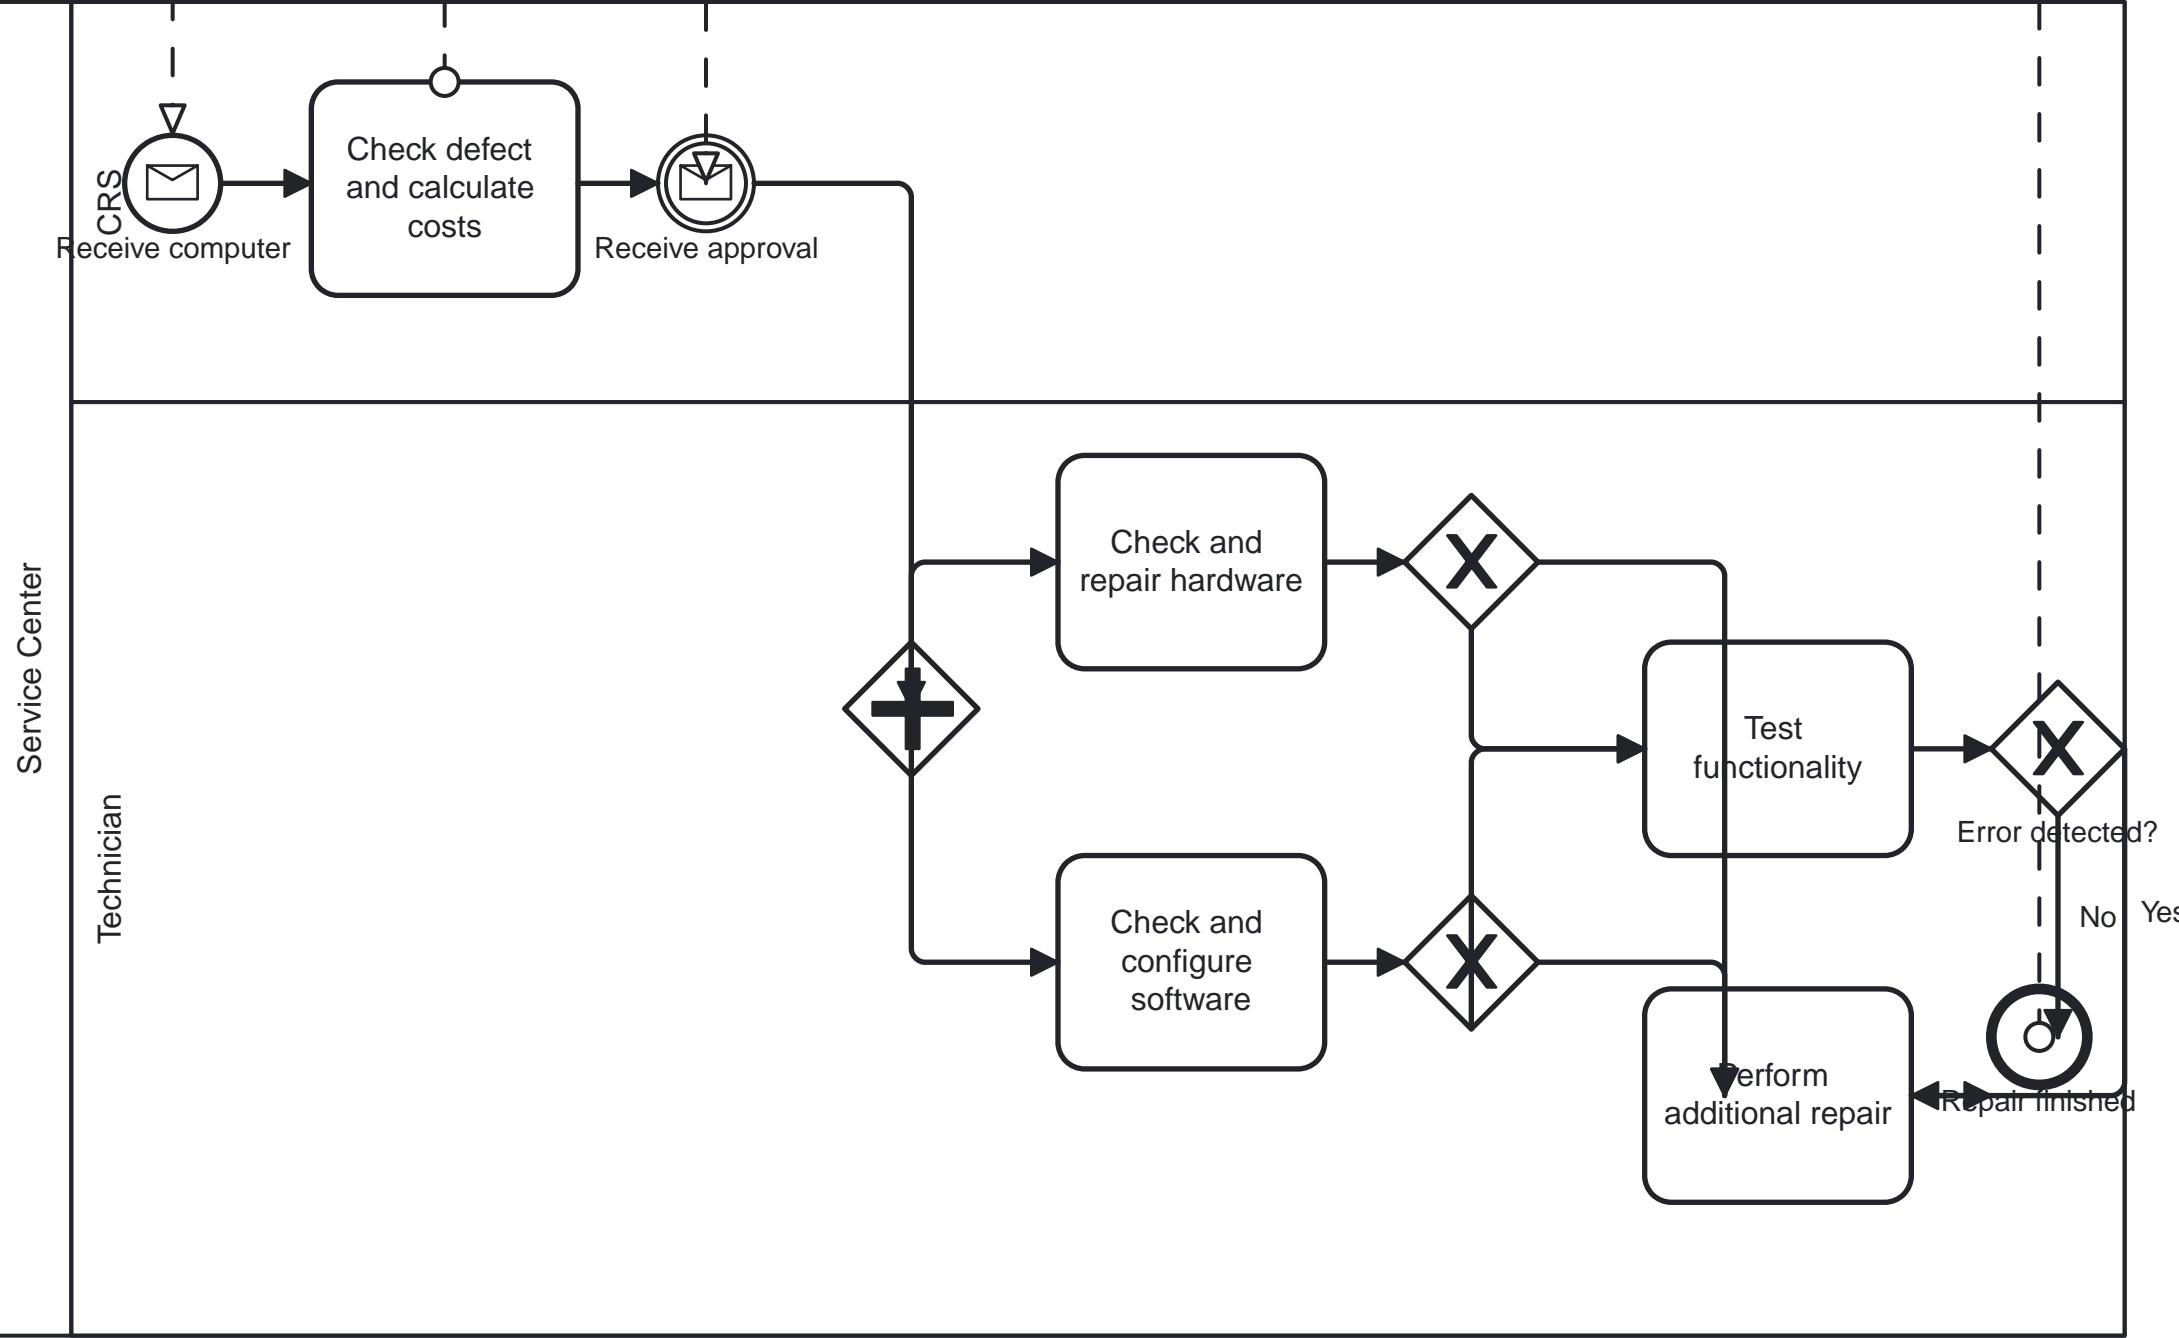 CRS
Receive computer
Check defect
and calculate
costs
Receive approval
Service Center
Technician
Check and
repair hardware
Check and
configure
software
Test
functionality
Error detected?
No
Yes
Perform
additional repair
Repair finished